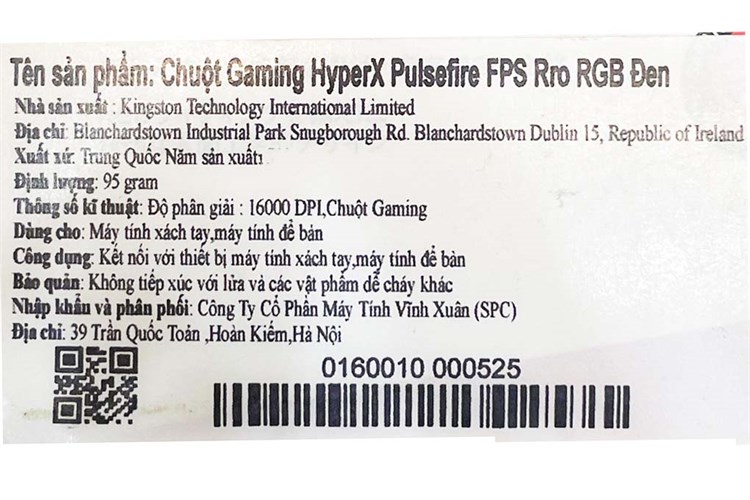 Tên sản phẩm: Chuột Gaming HyperX Pulsefire FPS Rro RGB Đen
Nhà sản xuất : Kingston Technology International Limited
Địa chỉ: Blanchardstown Industrial Park Snugborough Rd. Blanchardstown Dublin 15, Republic of Ireland
Xuất xứ: Trung Quốc Năm sản xuất:
Định lượng: 95 gram
Thông số kĩ thuật: Độ phân giải : 16000 DPI,Chuột Gaming
Dùng cho: Máy tính xách tay,máy tính để bản
Công dụng: Kết nối với thiết bị máy tính xách tay,máy tính để bàn
Bảo quản: Không tiếp xúc với lửa và các vật phẩm dễ cháy khác
Nhập khẩu và phân phối: Công Ty Cổ Phần Máy Tính Vĩnh Xuân (SPC)
Địa chỉ: 39 Trần Quốc Toản ,Hoàn Kiếm,Hà Nội
0160010 000525